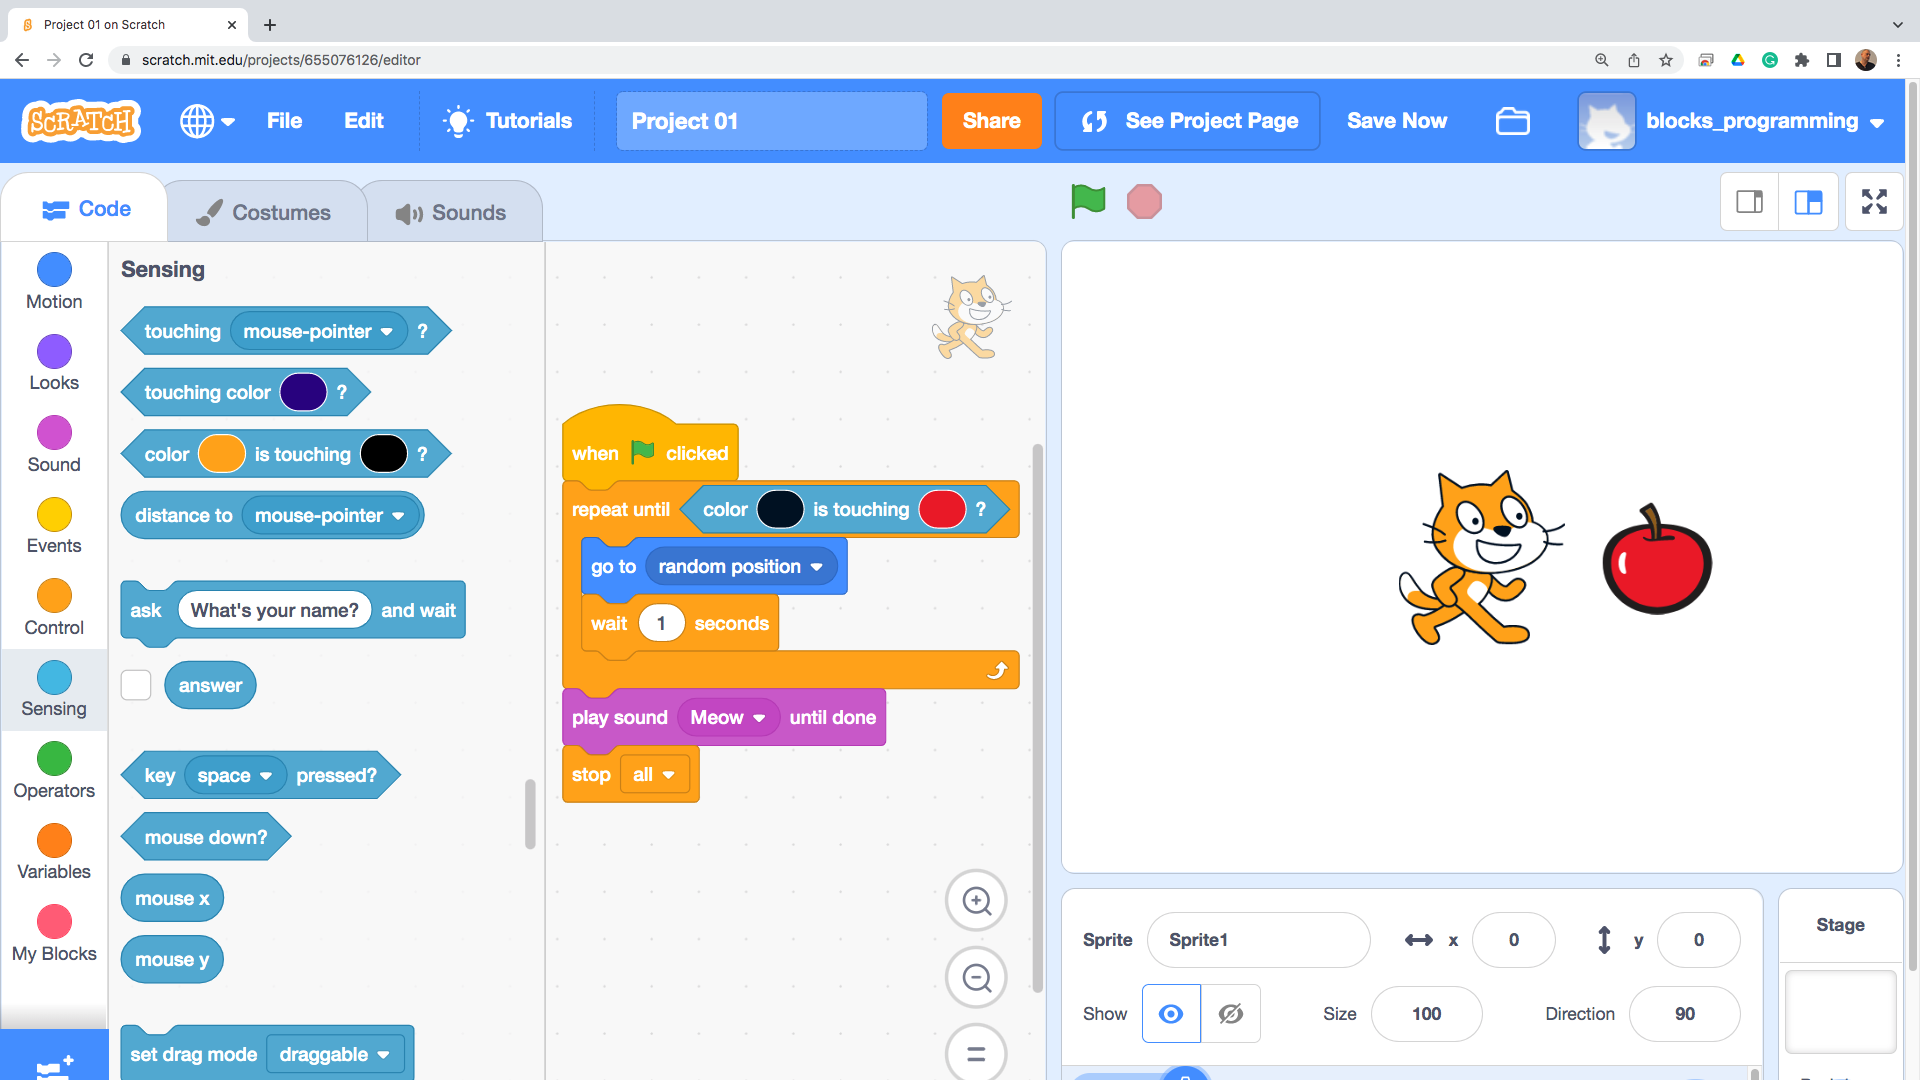 Project 01 on Scratch
scratch.mit.edu/projects/655076126/editor
SCRATCH
File
Edit
Tutorials
Project 01
Share
See Project Page
Save Now
blocks_programming
Code
Costumes
Sounds
Motion
Looks
Sound
Events
Control
Sensing
Operators
Variables
My Blocks
Sensing
touching mouse-pointer ?
touching color ?
color is touching ?
distance to mouse-pointer
ask What's your name? and wait
answer
key space pressed?
mouse down?
mouse x
mouse y
set drag mode draggable
when clicked
repeat until color is touching ?
go to random position
wait 1 seconds
play sound Meow until done
stop all
Sprite Sprite1 x 0 y 0
Show Size 100 Direction 90
Stage